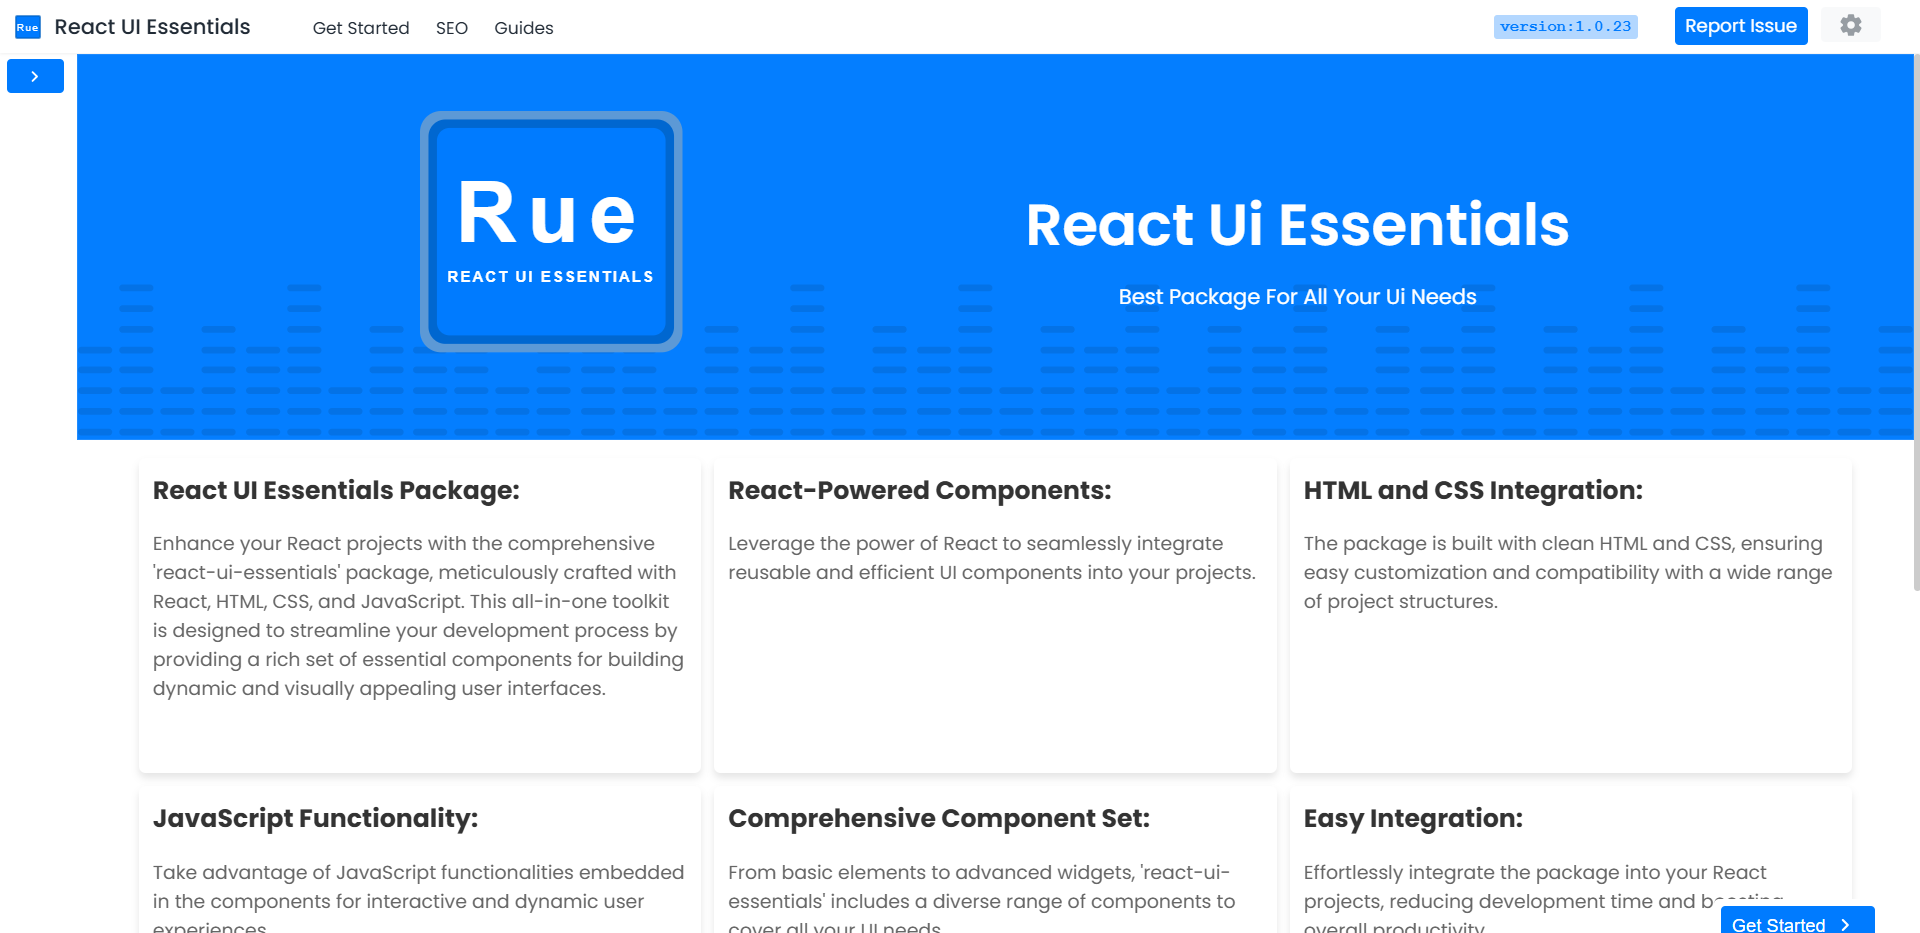 Rue React UI Essentials Get Started SEO Guides version:1.0.23 Report Issue
Rue
REACT UI ESSENTIALS
React Ui Essentials
Best Package For All Your Ui Needs
React UI Essentials Package:
Enhance your React projects with the comprehensive
'react-ui-essentials' package, meticulously crafted with
React, HTML, CSS, and JavaScript. This all-in-one toolkit
is designed to streamline your development process by
providing a rich set of essential components for building
dynamic and visually appealing user interfaces.
React-Powered Components:
Leverage the power of React to seamlessly integrate
reusable and efficient UI components into your projects.
HTML and CSS Integration:
The package is built with clean HTML and CSS, ensuring
easy customization and compatibility with a wide range
of project structures.
JavaScript Functionality:
Take advantage of JavaScript functionalities embedded
in the components for interactive and dynamic user
experiences.
Comprehensive Component Set:
From basic elements to advanced widgets, 'react-ui-
essentials' includes a diverse range of components to
cover all your UI needs.
Easy Integration:
Effortlessly integrate the package into your React
projects, reducing development time and boosting
overall productivity.
Get Started